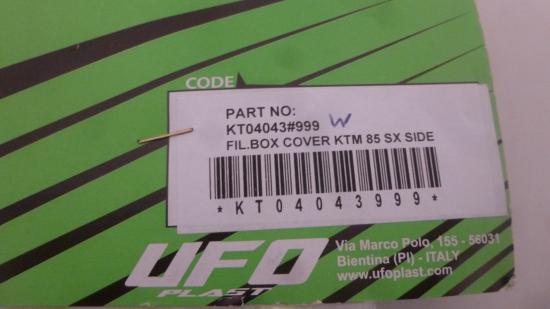 CODE
PART NO:
KT04043#999 W
FIL.BOX COVER KTM 85 SX SIDE
*KT04043999*
UFO
PLAST
Via Marco Polo, 155 - 56031
Bientina (PI) - ITALY
www.ufoplast.com